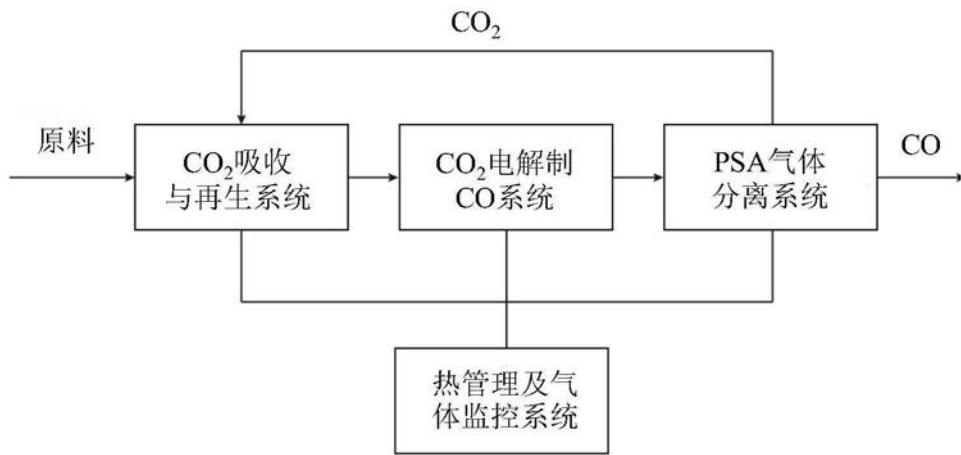 CO₂
原料
CO₂吸收
与再生系统
CO₂电解制
CO系统
PSA气体
分离系统
CO
热管理及气
体监控系统